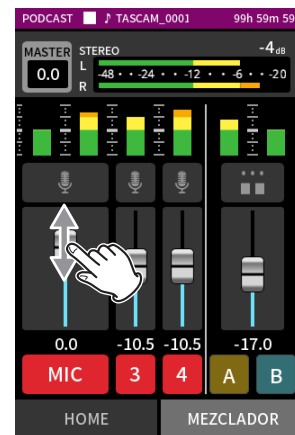 PODCAST ♪ TASCAM_0001 99h 59m 59
MASTER STEREO -4dB
0.0 L -48 · · -24 · · -12 · · -6 · · -20
R
0.0 -10.5 -10.5 -17.0
MIC 3 4 A B
HOME MEZCLADOR